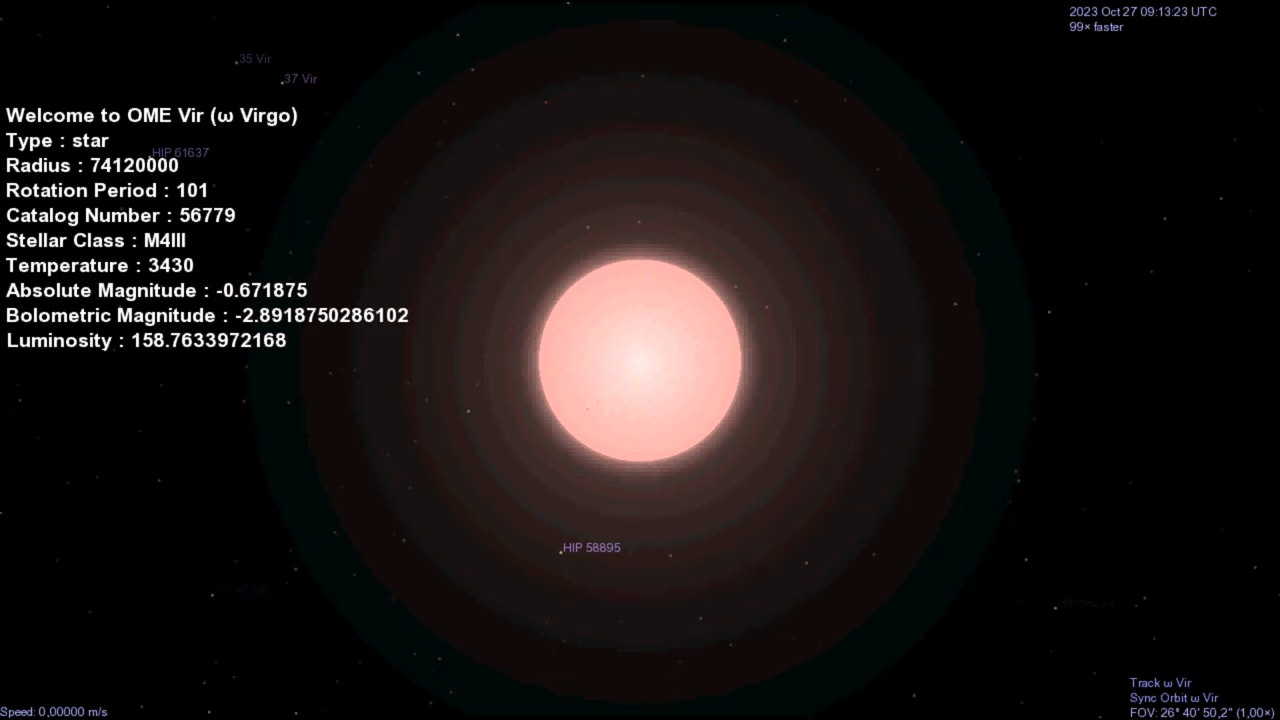 2023 Oct 27 09:13:23 UTC
99× faster
35 Vir
37 Vir
Welcome to OME Vir (ω Virgo)
Type : star
HIP 61637
Radius : 74120000
Rotation Period : 101
Catalog Number : 56779
Stellar Class : M4III
Temperature : 3430
Absolute Magnitude : -0.671875
Bolometric Magnitude : -2.8918750286102
Luminosity : 158.7633972168
HIP 58895
Track ω Vir
Sync Orbit ω Vir
Speed: 0,00000 m/s
FOV: 26° 40' 50,2" (1,00×)